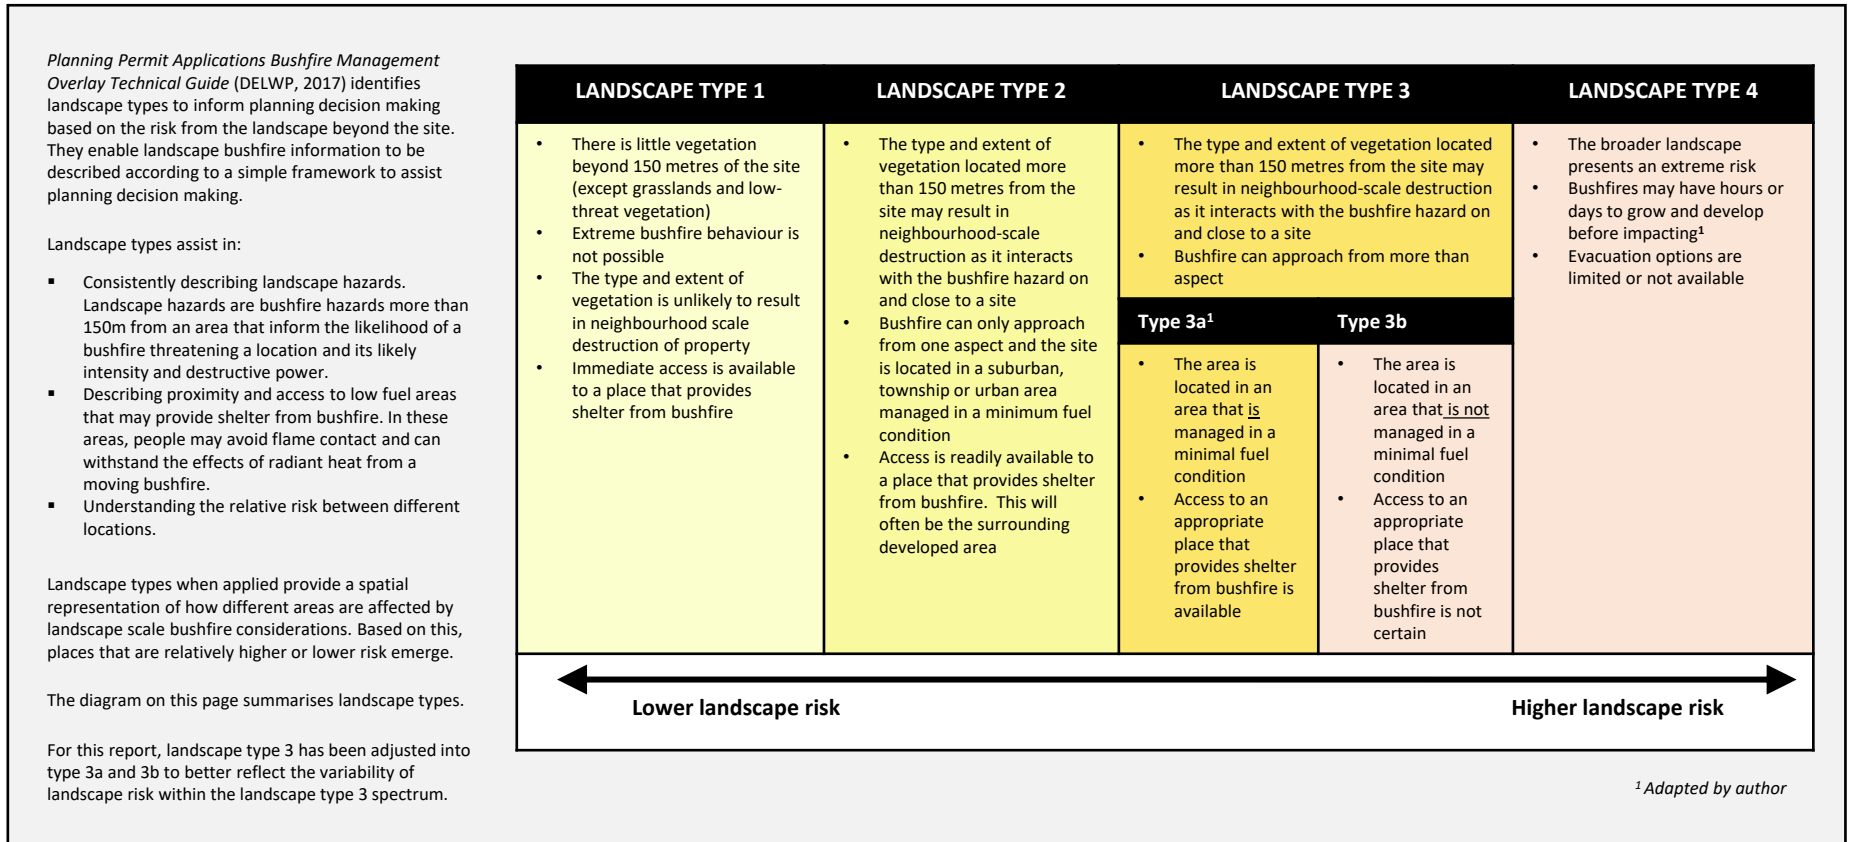 Planning Permit Applications Bushfire Management
Overlay Technical Guide (DELWP, 2017) identifies
landscape types to inform planning decision making
based on the risk from the landscape beyond the site.
They enable landscape bushfire information to be
described according to a simple framework to assist
planning decision making.
Landscape types assist in:
▪ Consistently describing landscape hazards.
Landscape hazards are bushfire hazards more than
150m from an area that inform the likelihood of a
bushfire threatening a location and its likely
intensity and destructive power.
▪ Describing proximity and access to low fuel areas
that may provide shelter from bushfire. In these
areas, people may avoid flame contact and can
withstand the effects of radiant heat from a
moving bushfire.
▪ Understanding the relative risk between different
locations.
Landscape types when applied provide a spatial
representation of how different areas are affected by
landscape scale bushfire considerations. Based on this,
places that are relatively higher or lower risk emerge.
The diagram on this page summarises landscape types.
For this report, landscape type 3 has been adjusted into
type 3a and 3b to better reflect the variability of
landscape risk within the landscape type 3 spectrum.
LANDSCAPE TYPE 1
• There is little vegetation
beyond 150 metres of the site
(except grasslands and low-
threat vegetation)
• Extreme bushfire behaviour is
not possible
• The type and extent of
vegetation is unlikely to result
in neighbourhood scale
destruction of property
• Immediate access is available
to a place that provides
shelter from bushfire
LANDSCAPE TYPE 2
• The type and extent of
vegetation located more
than 150 metres from the
site may result in
neighbourhood-scale
destruction as it interacts
with the bushfire hazard on
and close to a site
• Bushfire can only approach
from one aspect and the site
is located in a suburban,
township or urban area
managed in a minimum fuel
condition
• Access is readily available to
a place that provides shelter
from bushfire. This will
often be the surrounding
developed area
LANDSCAPE TYPE 3
• The type and extent of vegetation located
more than 150 metres from the site may
result in neighbourhood-scale destruction
as it interacts with the bushfire hazard on
and close to a site
• Bushfire can approach from more than
aspect
Type 3a¹
• The area is
located in an
area that is
managed in a
minimal fuel
condition
• Access to an
appropriate
place that
provides shelter
from bushfire is
available
Type 3b
• The area is
located in an
area that is not
managed in a
minimal fuel
condition
• Access to an
appropriate
place that
provides
shelter from
bushfire is not
certain
LANDSCAPE TYPE 4
• The broader landscape
presents an extreme risk
• Bushfires may have hours or
days to grow and develop
before impacting¹
• Evacuation options are
limited or not available
Lower landscape risk
Higher landscape risk
¹ Adapted by author